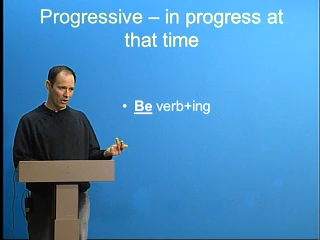 Progressive – in progress at
that time
• Be verb+ing